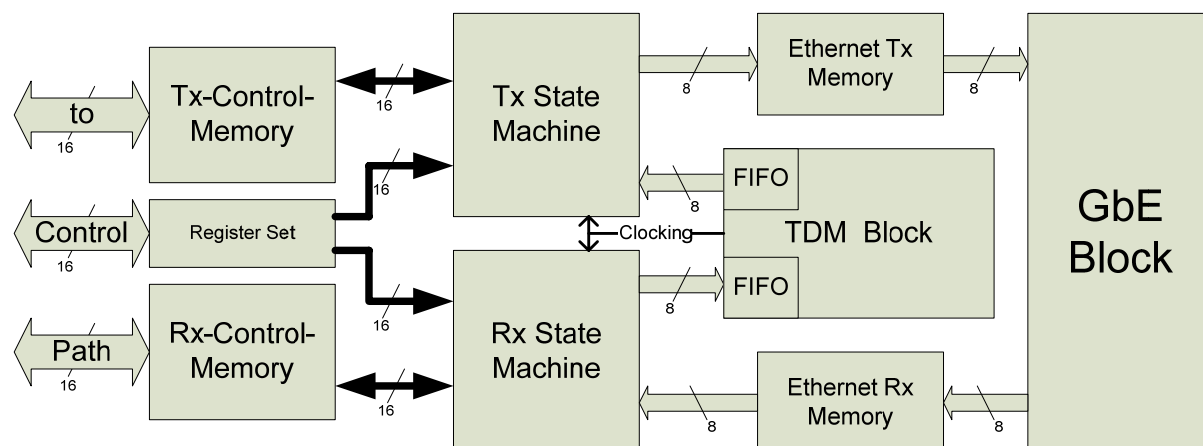 to
16
Tx-Control-
Memory
16
Tx State
Machine
8
Ethernet Tx
Memory
8
GbE
Block
Control
16
Register Set
16
16
8
FIFO
TDM Block
Clocking
8
FIFO
Path
16
Rx-Control-
Memory
16
Rx State
Machine
8
Ethernet Rx
Memory
8